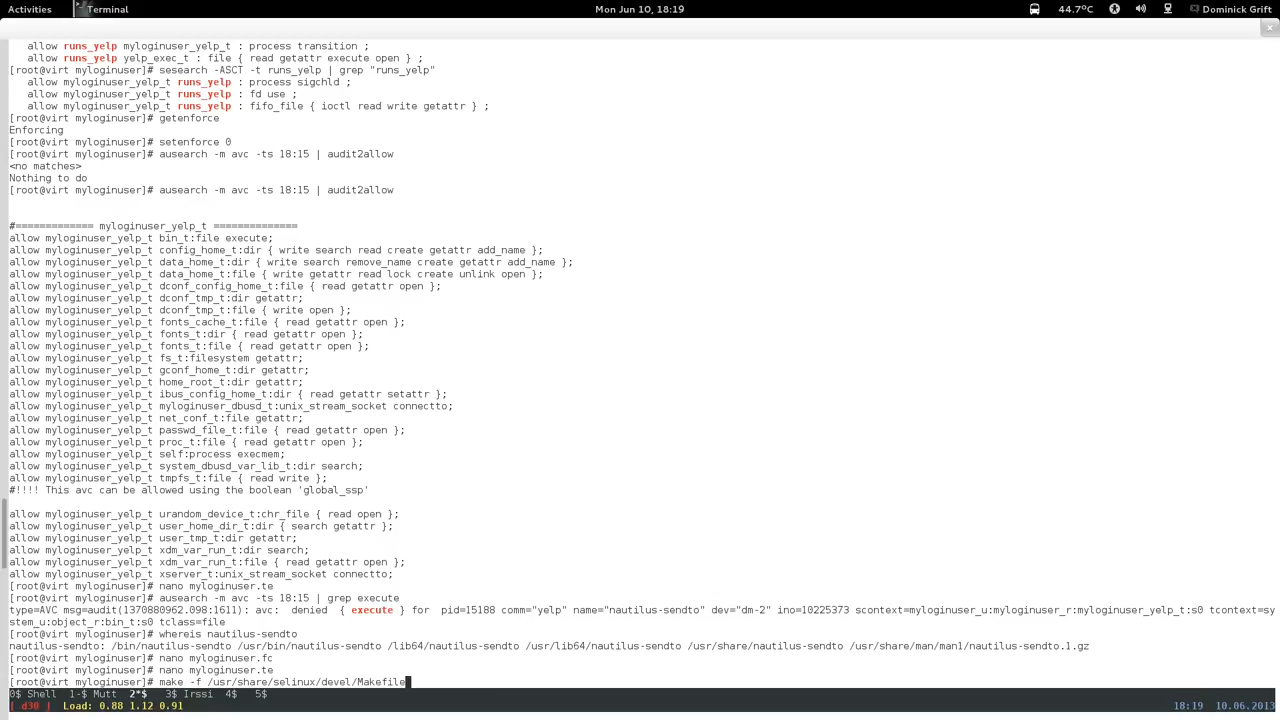 Activities Terminal Mon Jun 10, 18:19 44.7°C Dominick Grift
allow runs_yelp myloginuser_yelp_t : process transition ;
allow runs_yelp yelp_exec_t : file { read getattr execute open } ;
[root@virt myloginuser]# sesearch -ASCT -t runs_yelp | grep "runs_yelp"
allow myloginuser_yelp_t runs_yelp : process sigchld ;
allow myloginuser_yelp_t runs_yelp : fd use ;
allow myloginuser_yelp_t runs_yelp : fifo_file { ioctl read write getattr } ;
[root@virt myloginuser]# getenforce
Enforcing
[root@virt myloginuser]# setenforce 0
[root@virt myloginuser]# ausearch -m avc -ts 18:15 | audit2allow
<no matches>
Nothing to do
[root@virt myloginuser]# ausearch -m avc -ts 18:15 | audit2allow
#============= myloginuser_yelp_t ==============
allow myloginuser_yelp_t bin_t:file execute;
allow myloginuser_yelp_t config_home_t:dir { write search read create getattr add_name };
allow myloginuser_yelp_t data_home_t:dir { write search remove_name create getattr add_name };
allow myloginuser_yelp_t data_home_t:file { write getattr read lock create unlink open };
allow myloginuser_yelp_t dconf_config_home_t:file { read getattr open };
allow myloginuser_yelp_t dconf_tmp_t:dir getattr;
allow myloginuser_yelp_t dconf_tmp_t:file { write open };
allow myloginuser_yelp_t fonts_cache_t:file { read getattr open };
allow myloginuser_yelp_t fonts_t:dir { read getattr open };
allow myloginuser_yelp_t fonts_t:file { read getattr open };
allow myloginuser_yelp_t fs_t:filesystem getattr;
allow myloginuser_yelp_t gconf_home_t:dir getattr;
allow myloginuser_yelp_t home_root_t:dir getattr;
allow myloginuser_yelp_t ibus_config_home_t:dir { read getattr setattr };
allow myloginuser_yelp_t myloginuser_dbusd_t:unix_stream_socket connectto;
allow myloginuser_yelp_t net_conf_t:file getattr;
allow myloginuser_yelp_t passwd_file_t:file { read getattr open };
allow myloginuser_yelp_t proc_t:file { read getattr open };
allow myloginuser_yelp_t self:process execmem;
allow myloginuser_yelp_t system_dbusd_var_lib_t:dir search;
allow myloginuser_yelp_t tmpfs_t:file { read write };
#!!!! This avc can be allowed using the boolean 'global_ssp'
allow myloginuser_yelp_t urandom_device_t:chr_file { read open };
allow myloginuser_yelp_t user_home_dir_t:dir { search getattr };
allow myloginuser_yelp_t user_tmp_t:dir getattr;
allow myloginuser_yelp_t xdm_var_run_t:dir search;
allow myloginuser_yelp_t xdm_var_run_t:file { read getattr open };
allow myloginuser_yelp_t xserver_t:unix_stream_socket connectto;
[root@virt myloginuser]# nano myloginuser.te
[root@virt myloginuser]# ausearch -m avc -ts 18:15 | grep execute
type=AVC msg=audit(1370880962.098:1611): avc:  denied  { execute } for  pid=15188 comm="yelp" name="nautilus-sendto" dev="dm-2" ino=10225373 scontext=myloginuser_u:myloginuser_r:myloginuser_yelp_t:s0 tcontext=sy
stem_u:object_r:bin_t:s0 tclass=file
[root@virt myloginuser]# whereis nautilus-sendto
nautilus-sendto: /bin/nautilus-sendto /usr/bin/nautilus-sendto /lib64/nautilus-sendto /usr/lib64/nautilus-sendto /usr/share/nautilus-sendto /usr/share/man/man1/nautilus-sendto.1.gz
[root@virt myloginuser]# nano myloginuser.fc
[root@virt myloginuser]# nano myloginuser.te
[root@virt myloginuser]# make -f /usr/share/selinux/devel/Makefile
0$ Shell 1-$ Mutt 2*$ 3$ Irssi 4$ 5$
[ d30 ] Load: 0.88 1.12 0.91 18:19 10.06.2013